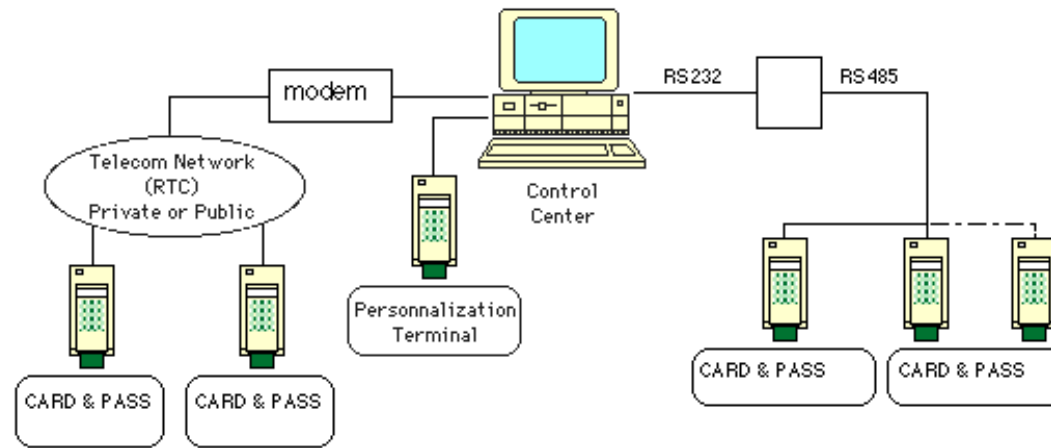 modem
RS232
RS485
Telecom Network
(RTC)
Private or Public
Control
Center
Personnalization
Terminal
CARD & PASS
CARD & PASS
CARD & PASS
CARD & PASS